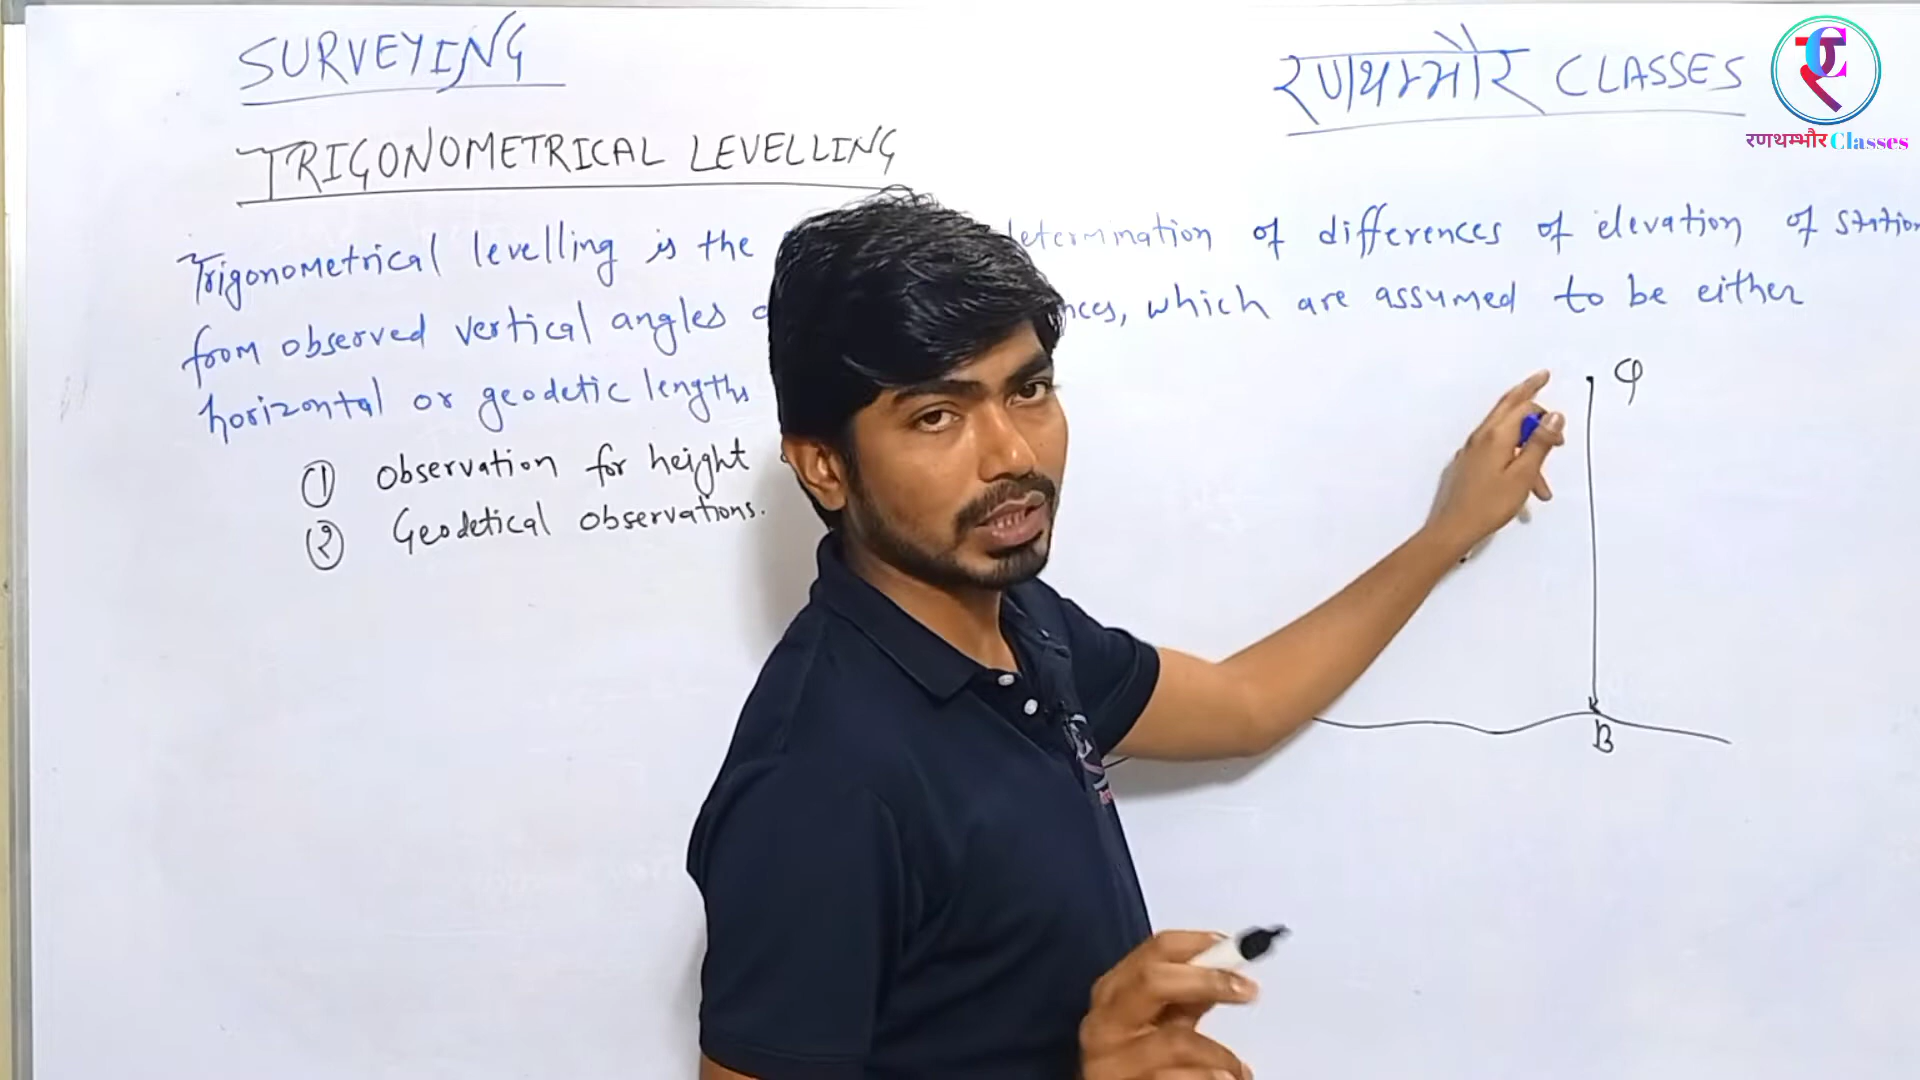 SURVEYING
रणथम्भौर CLASSES
रणथम्भौर Classes
TRIGONOMETRICAL LEVELLING
Trigonometrical levelling is the determination of differences of elevation of station
from observed vertical angles which are assumed to be either
horizontal or geodetic lengths
① observation for height
② Geodetical observations.
Q
B